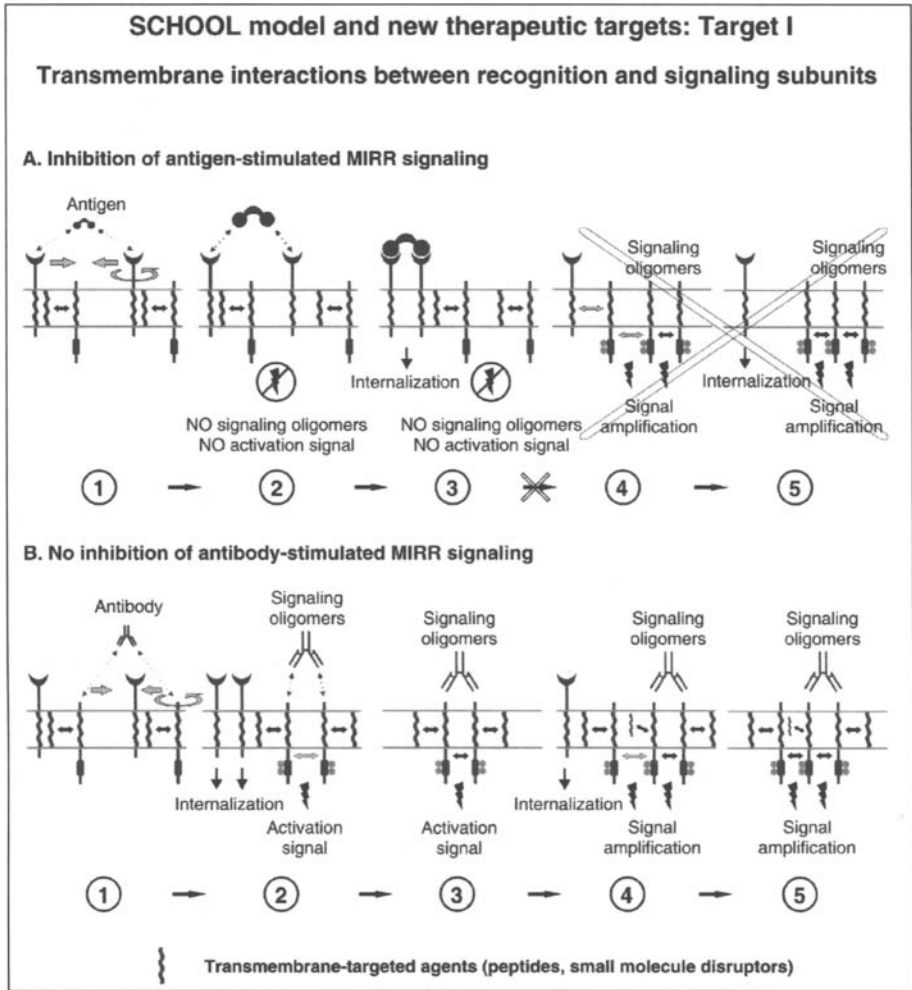 SCHOOL model and new therapeutic targets: Target I
Transmembrane interactions between recognition and signaling subunits
A. Inhibition of antigen-stimulated MIRR signaling
Antigen
Signaling
oligomers
Signaling
oligomers
Internalization
Internalization
NO signaling oligomers
NO activation signal
NO signaling oligomers
NO activation signal
Signal
amplification
Signal
amplification
1 2 3 4 5
B. No inhibition of antibody-stimulated MIRR signaling
Antibody
Signaling
oligomers
Signaling
oligomers
Signaling
oligomers
Signaling
oligomers
Internalization
Internalization
Activation
signal
Activation
signal
Signal
amplification
Signal
amplification
1 2 3 4 5
Transmembrane-targeted agents (peptides, small molecule disruptors)